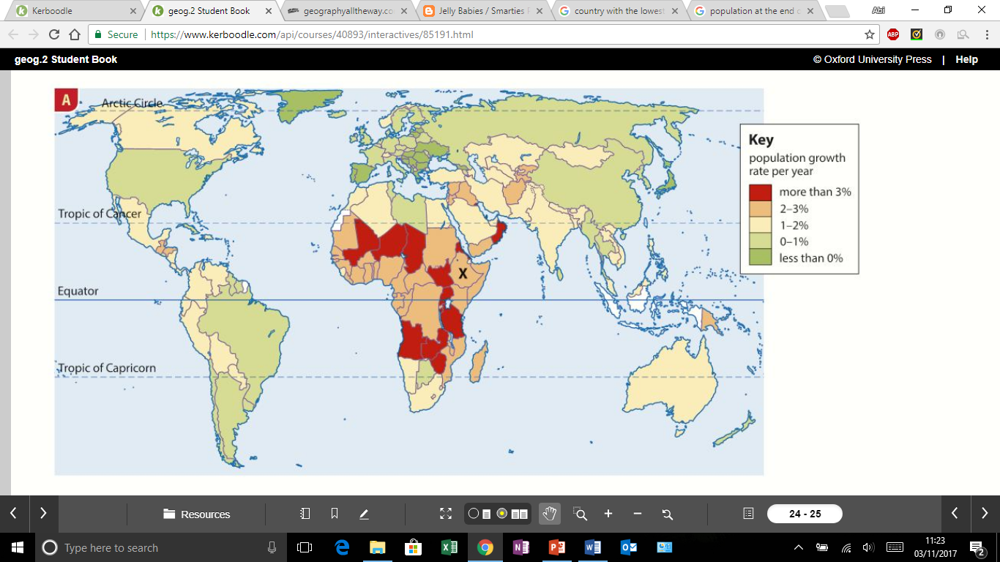 Kerboodle
geog.2 Student Book
geographyalltheway.co
Jelly Babies / Smarties
country with the lowest
population at the end
Abi
Secure
https://www.kerboodle.com/api/courses/40893/interactives/85191.html
ABP
geog.2 Student Book
© Oxford University Press | Help
A
Arctic Circle
Tropic of Cancer
Equator
Tropic of Capricorn
X
Key
population growth
rate per year
more than 3%
2–3%
1–2%
0–1%
less than 0%
Resources
24 - 25
Type here to search
11:23
03/11/2017
2